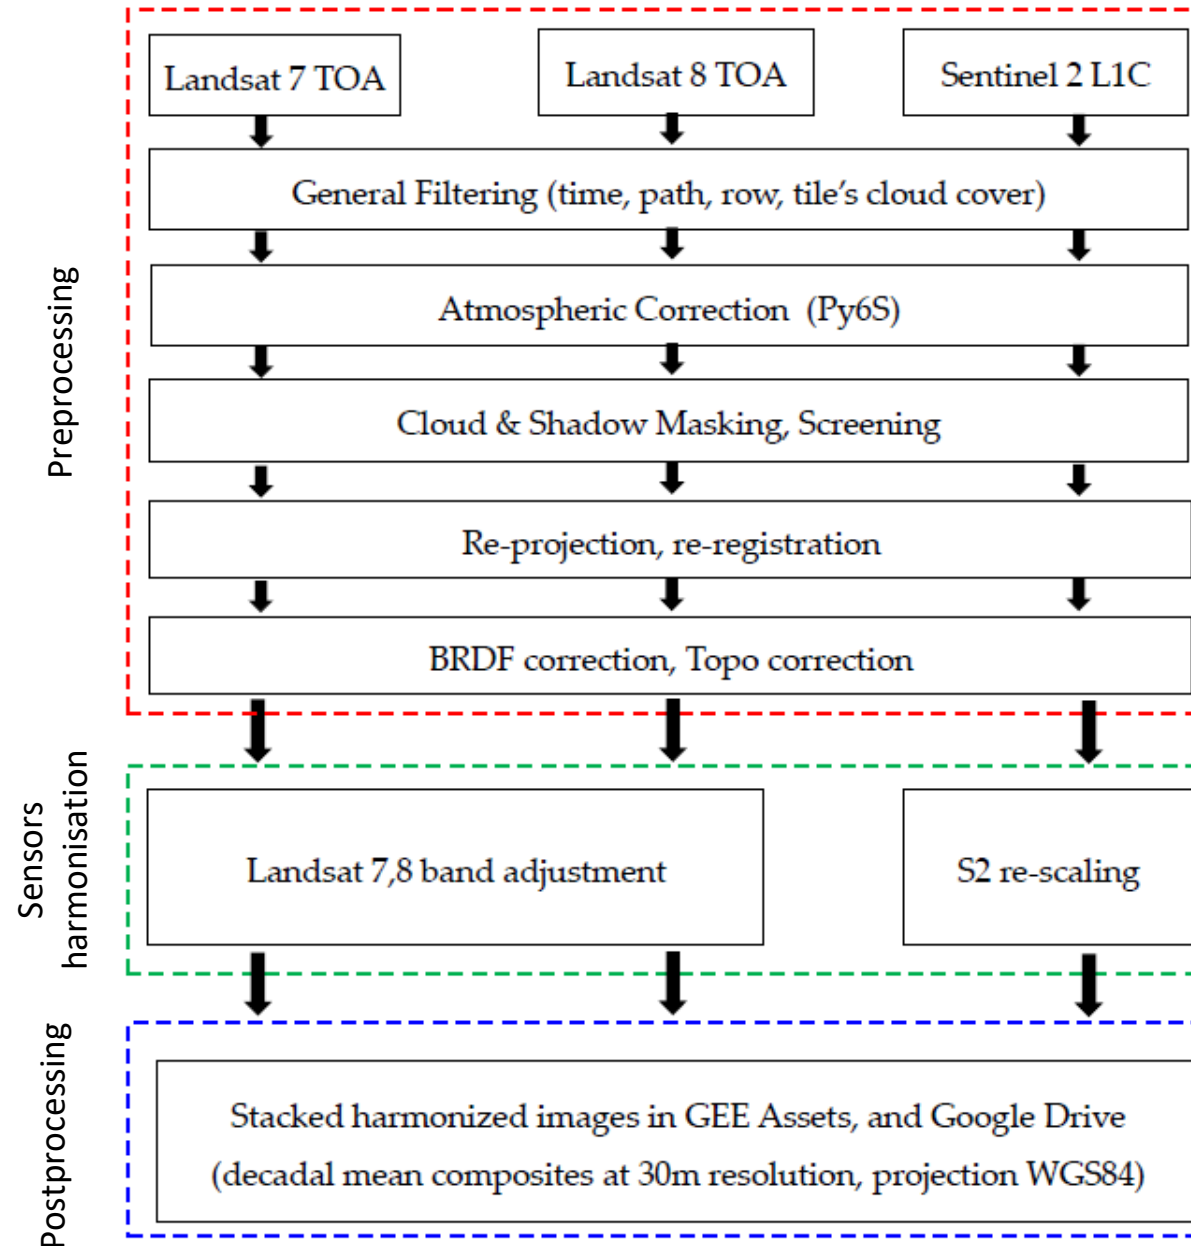 Landsat 7 TOA
Landsat 8 TOA
Sentinel 2 L1C
General Filtering (time, path, row, tile's cloud cover)
Atmospheric Correction  (Py6S)
Cloud & Shadow Masking, Screening
Re-projection, re-registration
BRDF correction, Topo correction
Preprocessing
Landsat 7,8 band adjustment
S2 re-scaling
Sensors
harmonisation
Stacked harmonized images in GEE Assets, and Google Drive
(decadal mean composites at 30m resolution, projection WGS84)
Postprocessing